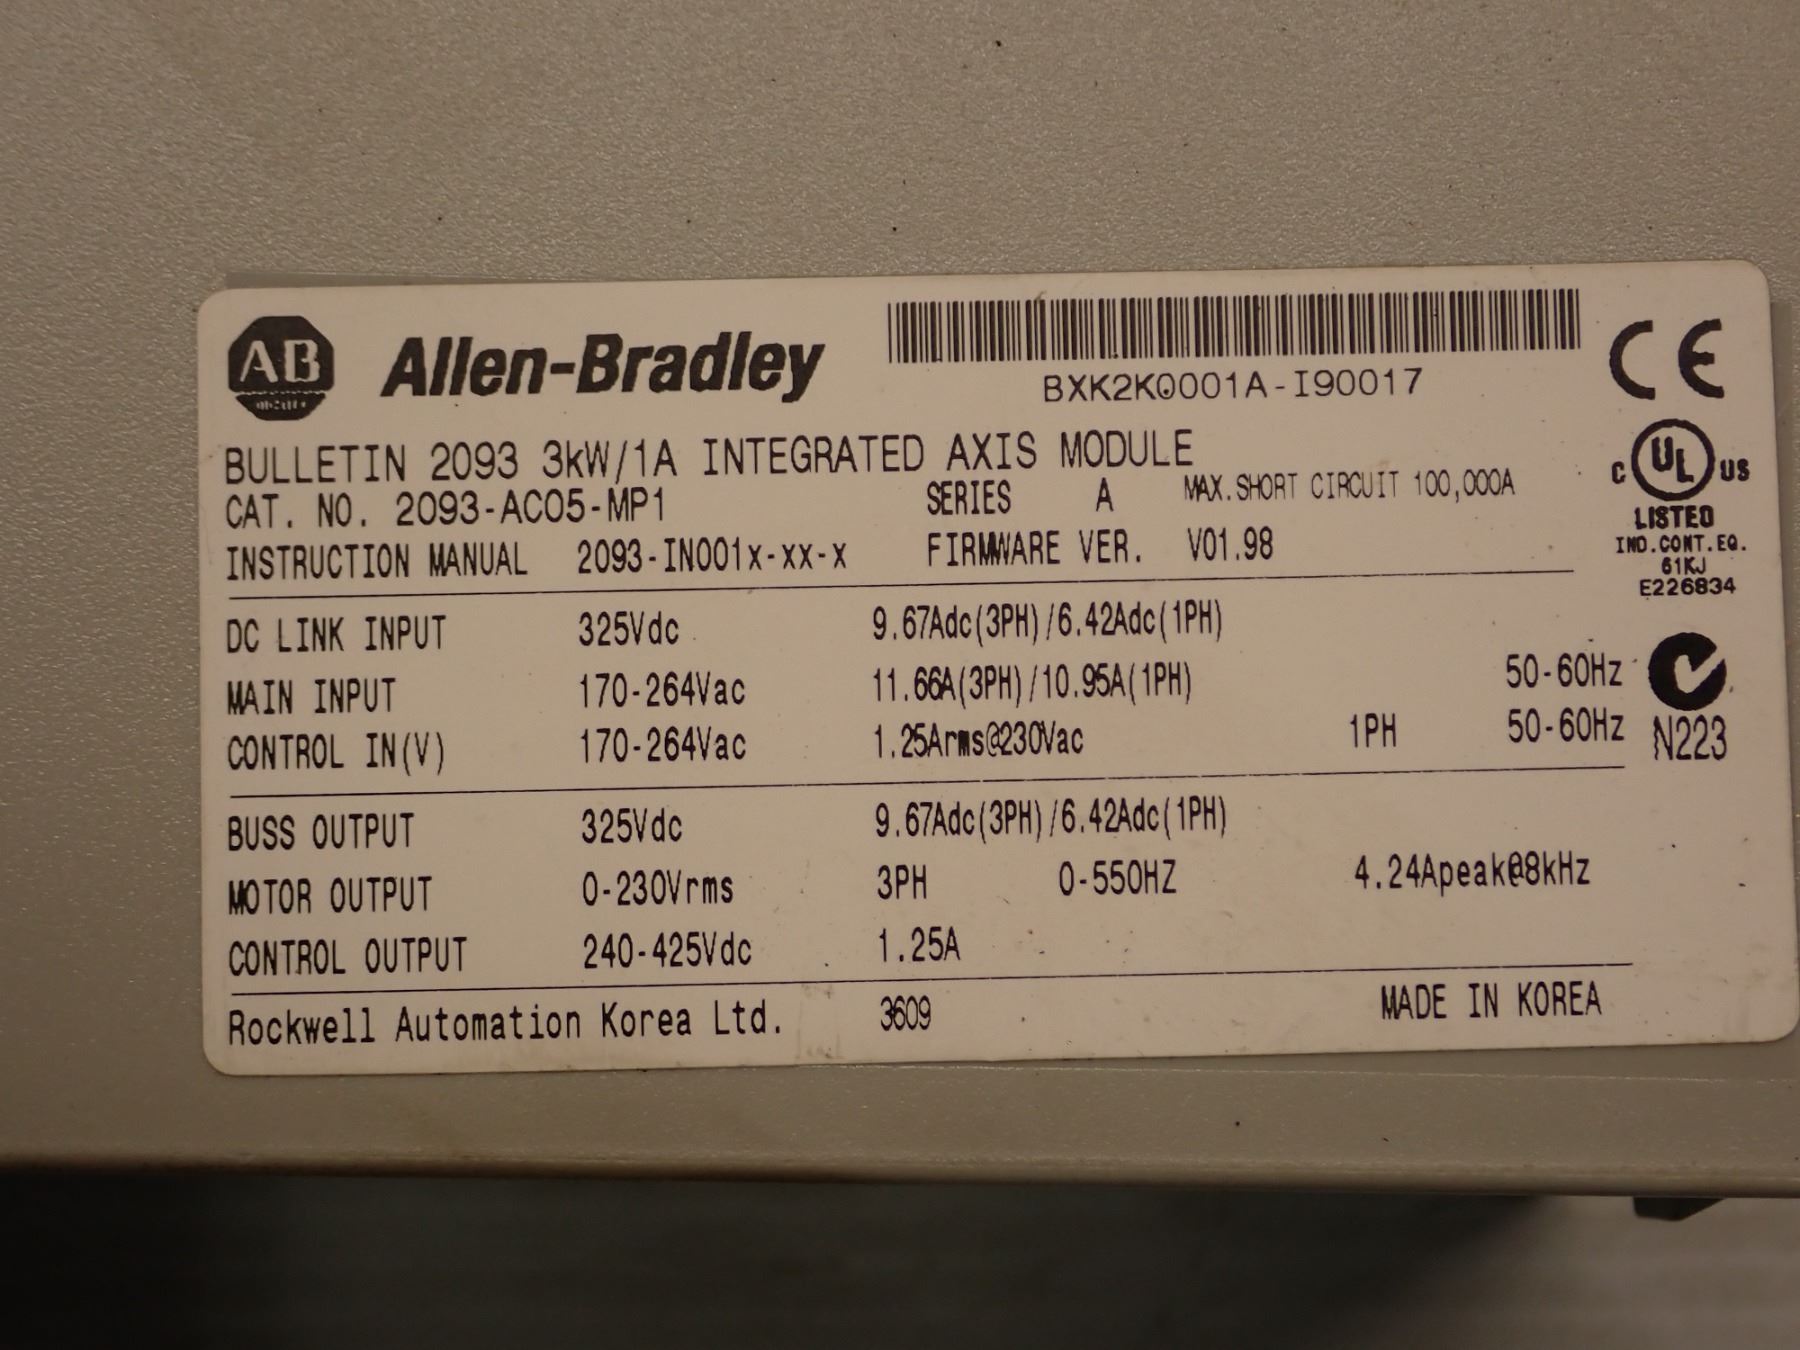 AB
Allen-Bradley
BXK2K0001A-I90017
CE
BULLETIN 2093 3kW/1A INTEGRATED AXIS MODULE
CAT. NO. 2093-AC05-MP1 SERIES A MAX. SHORT CIRCUIT 100,000A
INSTRUCTION MANUAL 2093-IN001x-xx-x FIRMWARE VER. V01.98
C UL US
LISTED
IND. CONT. EQ.
61KJ
E226834
DC LINK INPUT 325Vdc 9.67Adc(3PH)/6.42Adc(1PH)
MAIN INPUT 170-264Vac 11.66A(3PH)/10.95A(1PH) 50-60Hz
CONTROL IN(V) 170-264Vac 1.25Arms@230Vac 1PH 50-60Hz
N223
BUSS OUTPUT 325Vdc 9.67Adc(3PH)/6.42Adc(1PH)
MOTOR OUTPUT 0-230Vrms 3PH 0-550HZ 4.24Apeak@8kHz
CONTROL OUTPUT 240-425Vdc 1.25A
Rockwell Automation Korea Ltd. 3609 MADE IN KOREA